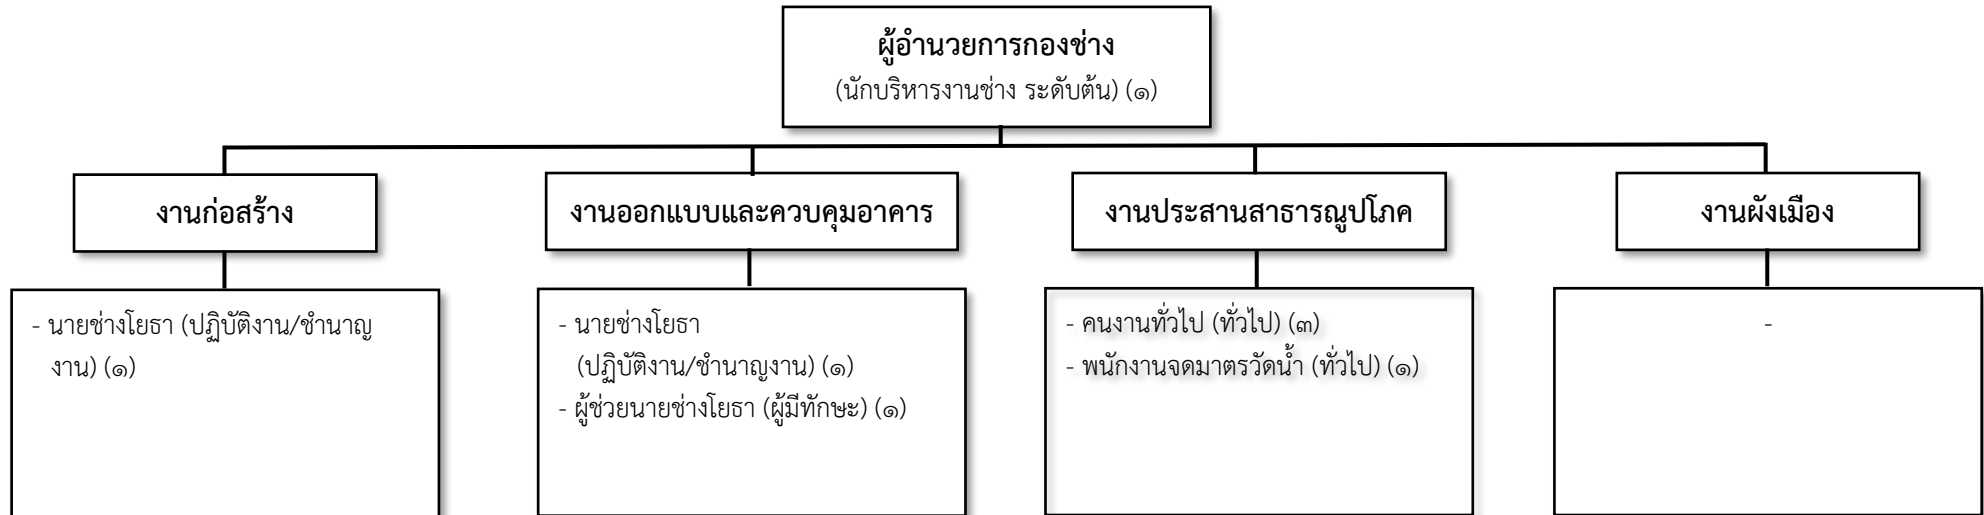 ผู้อำนวยการกองช่าง
(นักบริหารงานช่าง ระดับต้น) (๑)
งานก่อสร้าง
งานออกแบบและควบคุมอาคาร
งานประสานสาธารณูปโภค
งานผังเมือง
- นายช่างโยธา (ปฏิบัติงาน/ชำนาญ
งาน) (๑)
- นายช่างโยธา
(ปฏิบัติงาน/ชำนาญงาน) (๑)
- ผู้ช่วยนายช่างโยธา (ผู้มีทักษะ) (๑)
- คนงานทั่วไป (ทั่วไป) (๓)
- พนักงานจดมาตรวัดน้ำ (ทั่วไป) (๑)
-